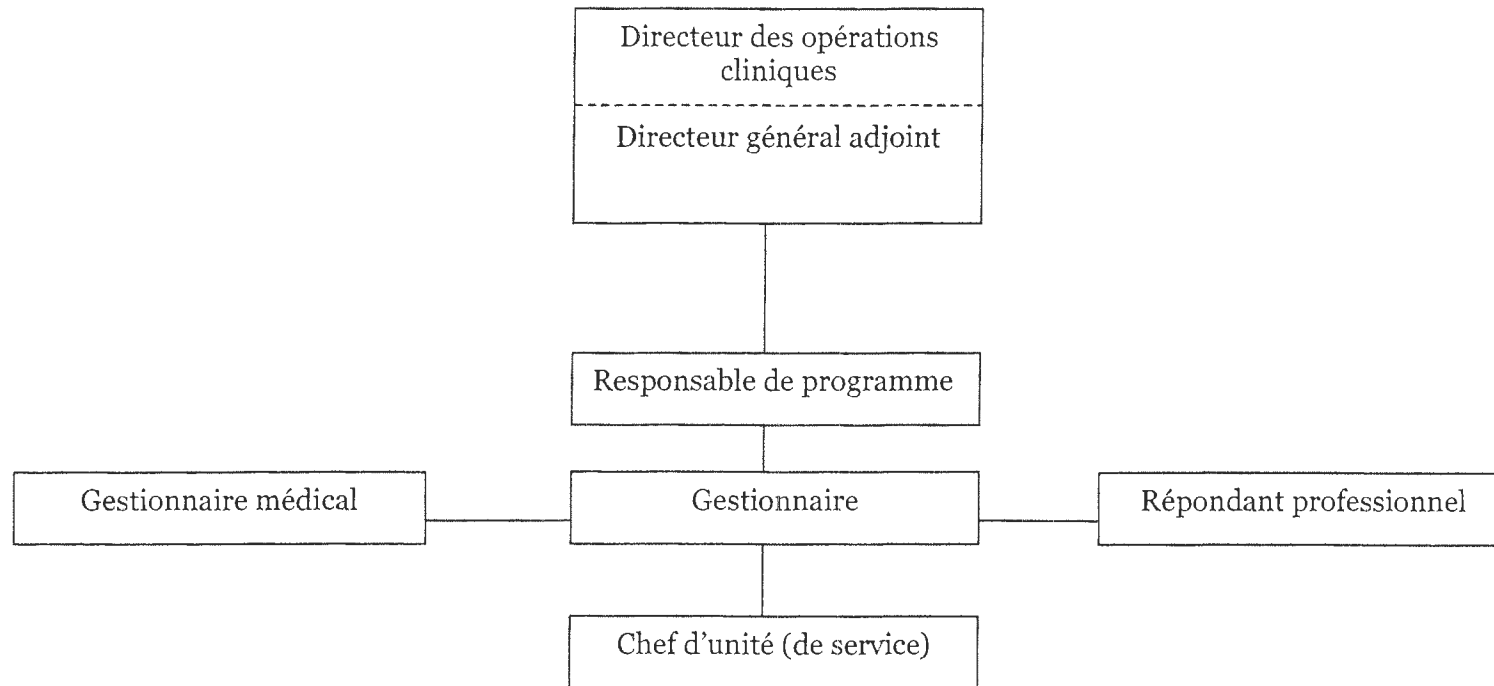 Directeur des opérations
cliniques
Directeur général adjoint
Responsable de programme
Gestionnaire médical
Gestionnaire
Répondant professionnel
Chef d'unité (de service)